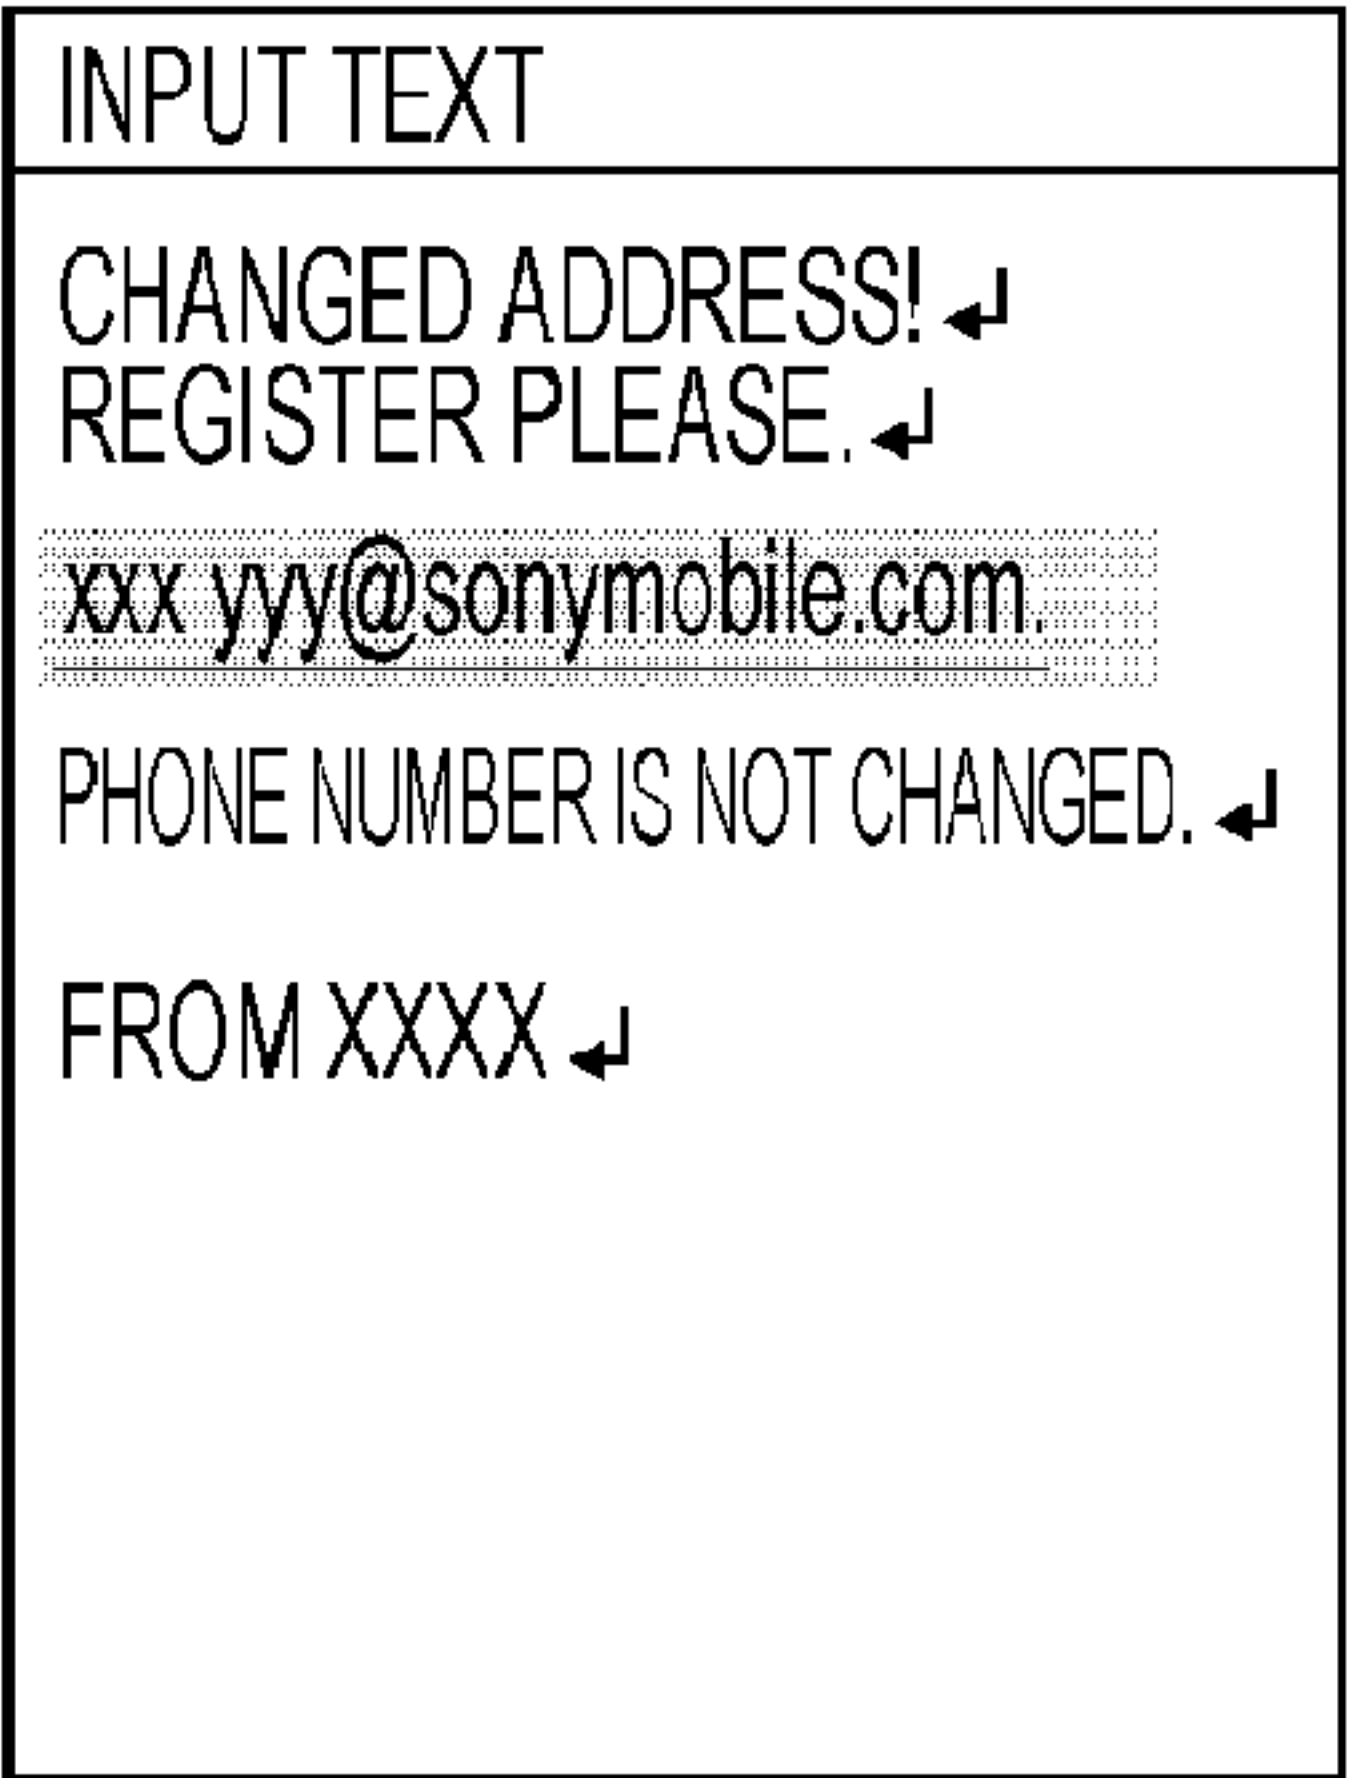 INPUT TEXT
CHANGED ADDRESS!↵
REGISTER PLEASE.↵
xxx yyy@sonymobile.com.
PHONE NUMBER IS NOT CHANGED.↵
FROM XXXX↵